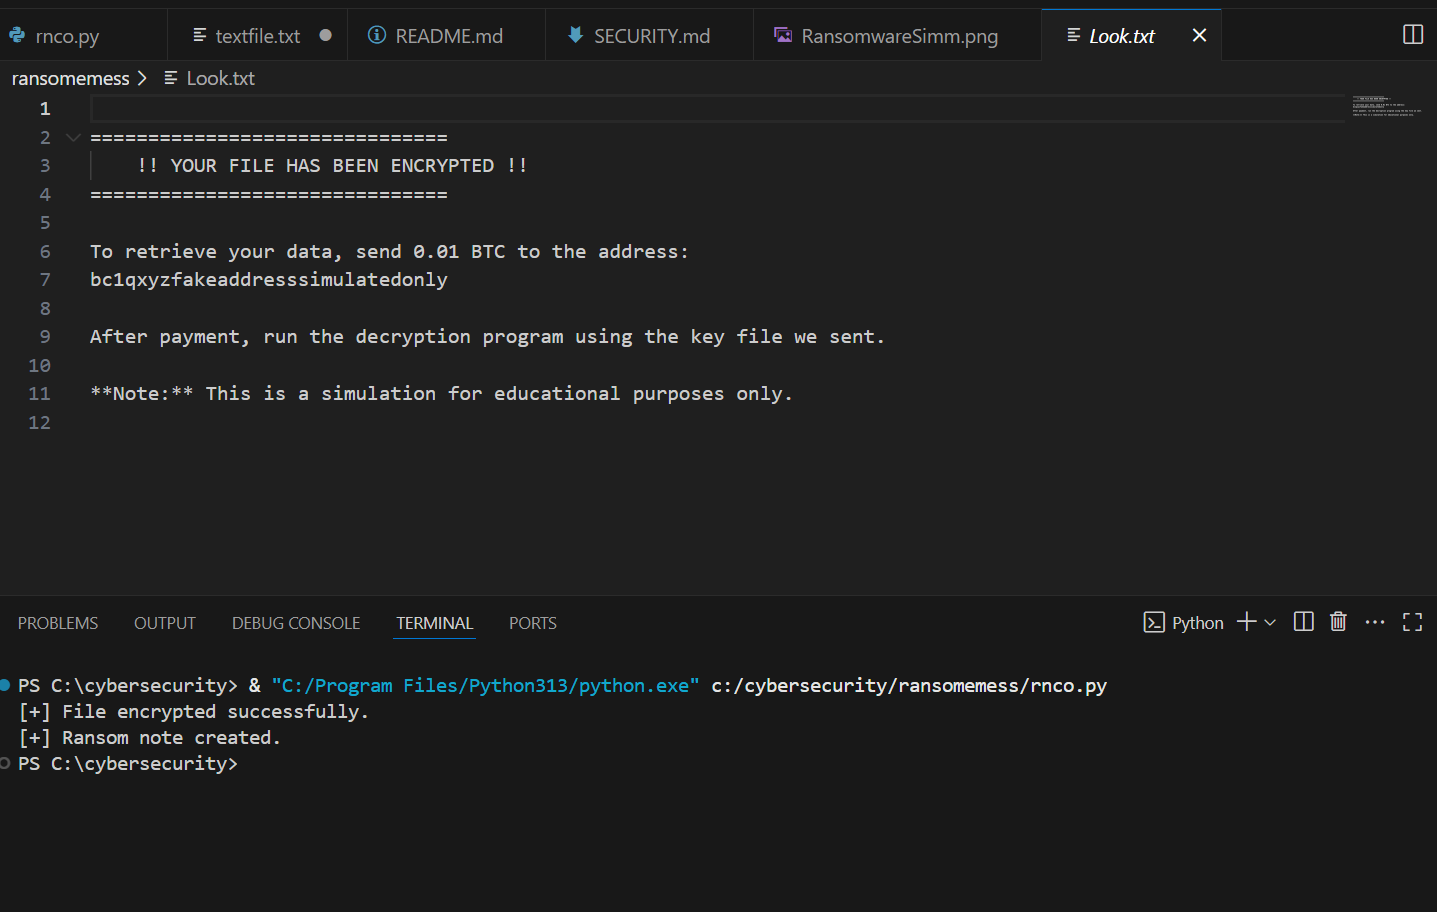 rnco.py textfile.txt README.md SECURITY.md RansomwareSimm.png Look.txt
ransomemess > Look.txt
1
2 ===============================
3 !! YOUR FILE HAS BEEN ENCRYPTED !!
4 ===============================
5
6 To retrieve your data, send 0.01 BTC to the address:
7 bc1qxyzfakeaddresssimulatedonly
8
9 After payment, run the decryption program using the key file we sent.
10
11 **Note:** This is a simulation for educational purposes only.
12
PROBLEMS OUTPUT DEBUG CONSOLE TERMINAL PORTS Python
PS C:\cybersecurity> & "C:/Program Files/Python313/python.exe" c:/cybersecurity/ransomemess/rnco.py
[+] File encrypted successfully.
[+] Ransom note created.
PS C:\cybersecurity>